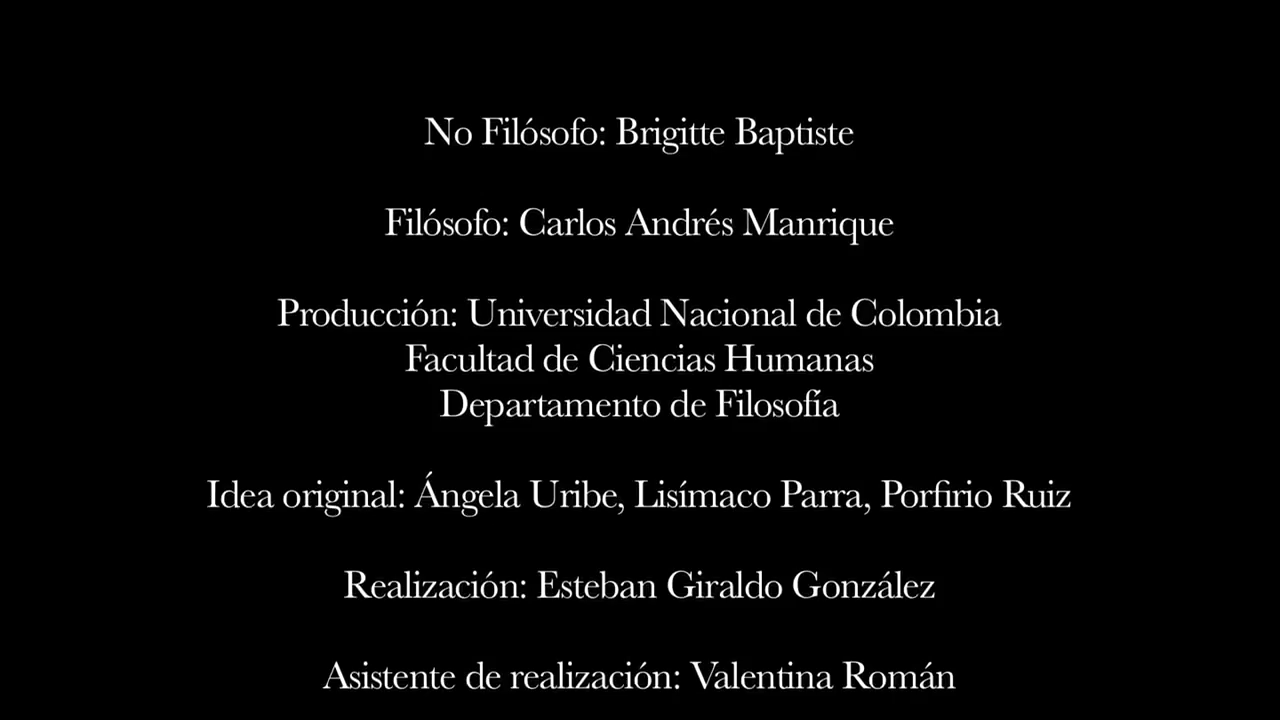 No Filósofo: Brigitte Baptiste
Filósofo: Carlos Andrés Manrique
Producción: Universidad Nacional de Colombia
Facultad de Ciencias Humanas
Departamento de Filosofía
Idea original: Ángela Uribe, Lisímaco Parra, Porfirio Ruiz
Realización: Esteban Giraldo González
Asistente de realización: Valentina Román